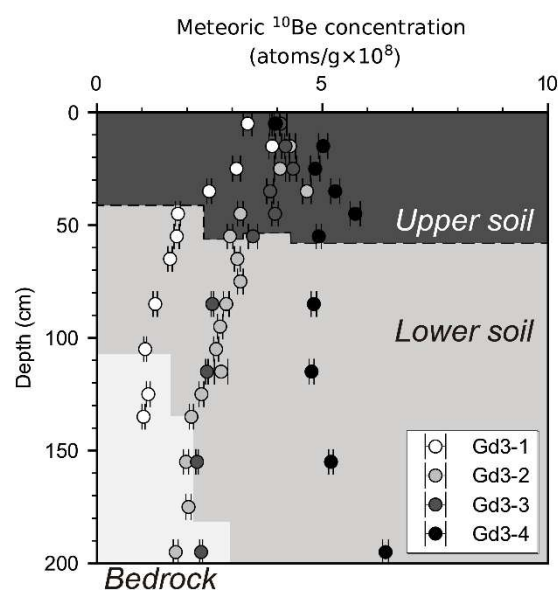 Meteoric ¹⁰Be concentration
(atoms/g×10⁸)
0 5 10
0
50
100
150
200
Depth (cm)
Upper soil
Lower soil
Bedrock
Gd3-1
Gd3-2
Gd3-3
Gd3-4